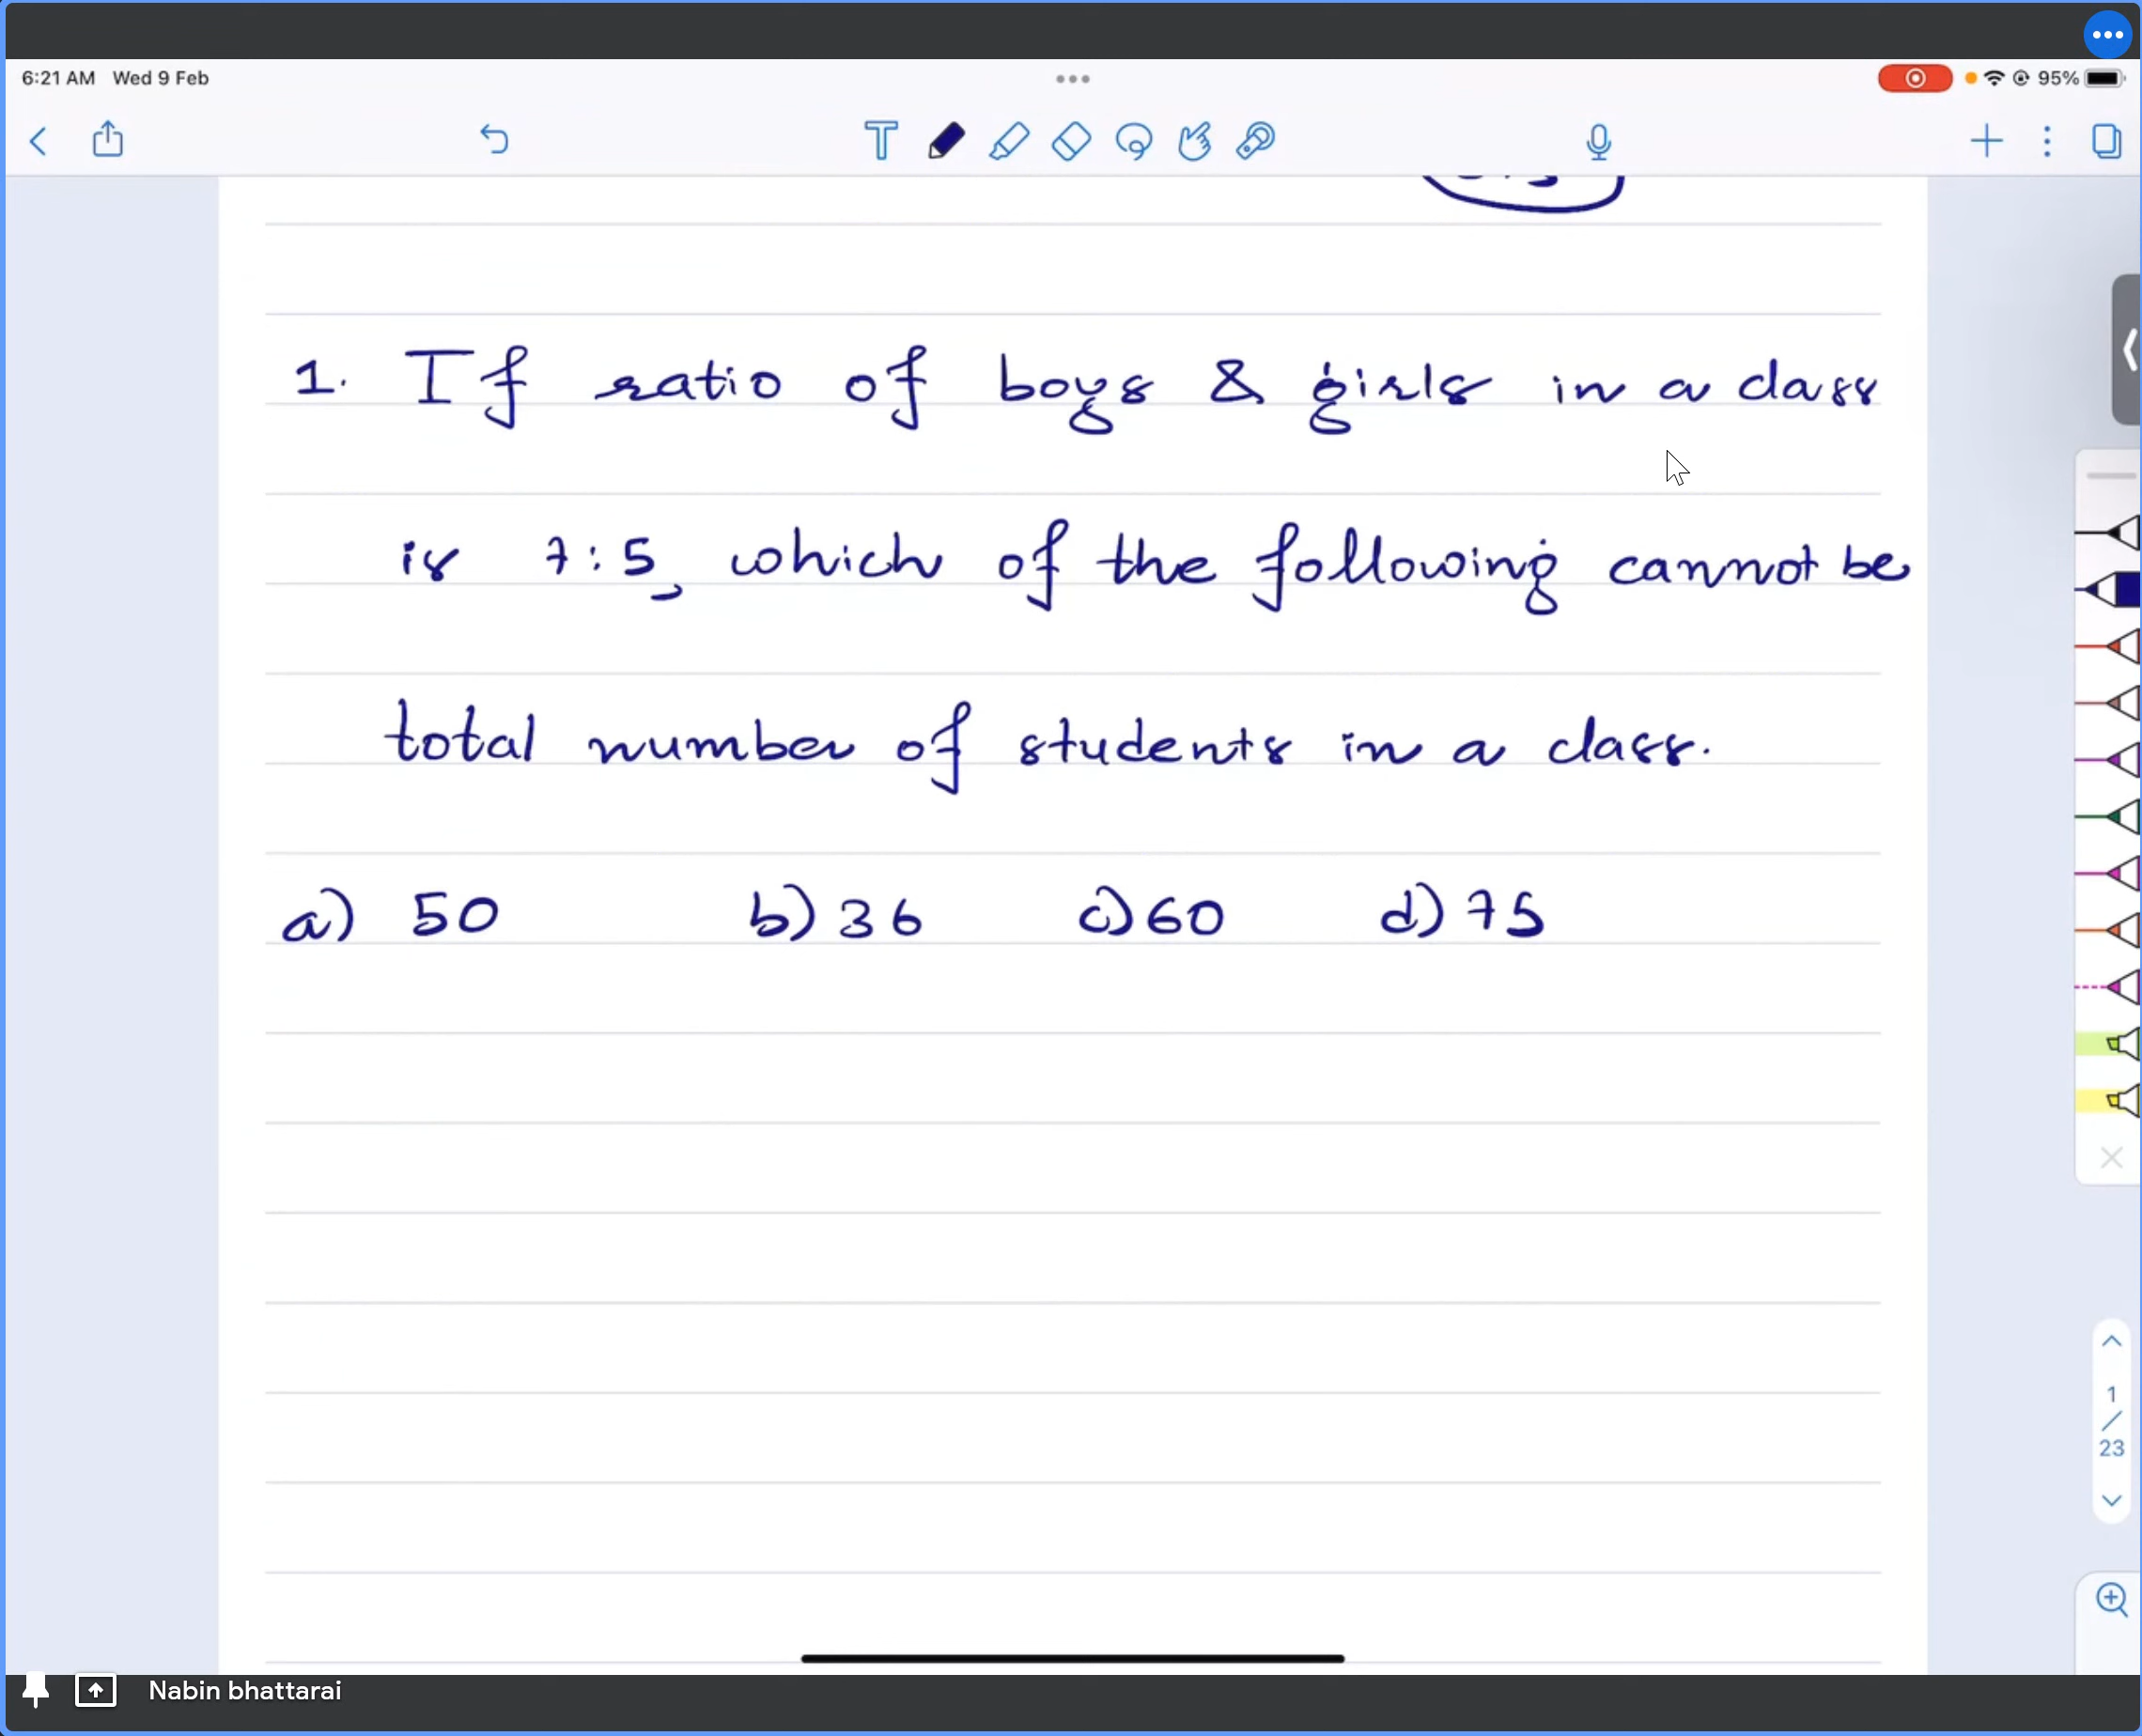 6:21 AM Wed 9 Feb
95%
1. If ratio of boys & girls in a class
is 7:5, which of the following cannot be
total number of students in a class.
a) 50 b) 36 c) 60 d) 75
1
/
23
Nabin bhattarai